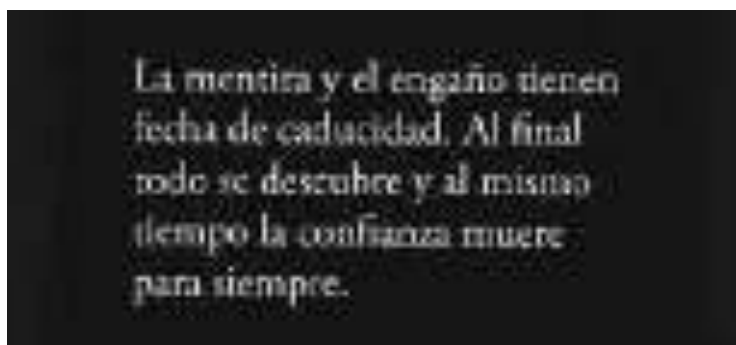 La mentira y el engaño tienen
fecha de caducidad. Al final
todo se descubre y al mismo
tiempo la confianza muere
para siempre.